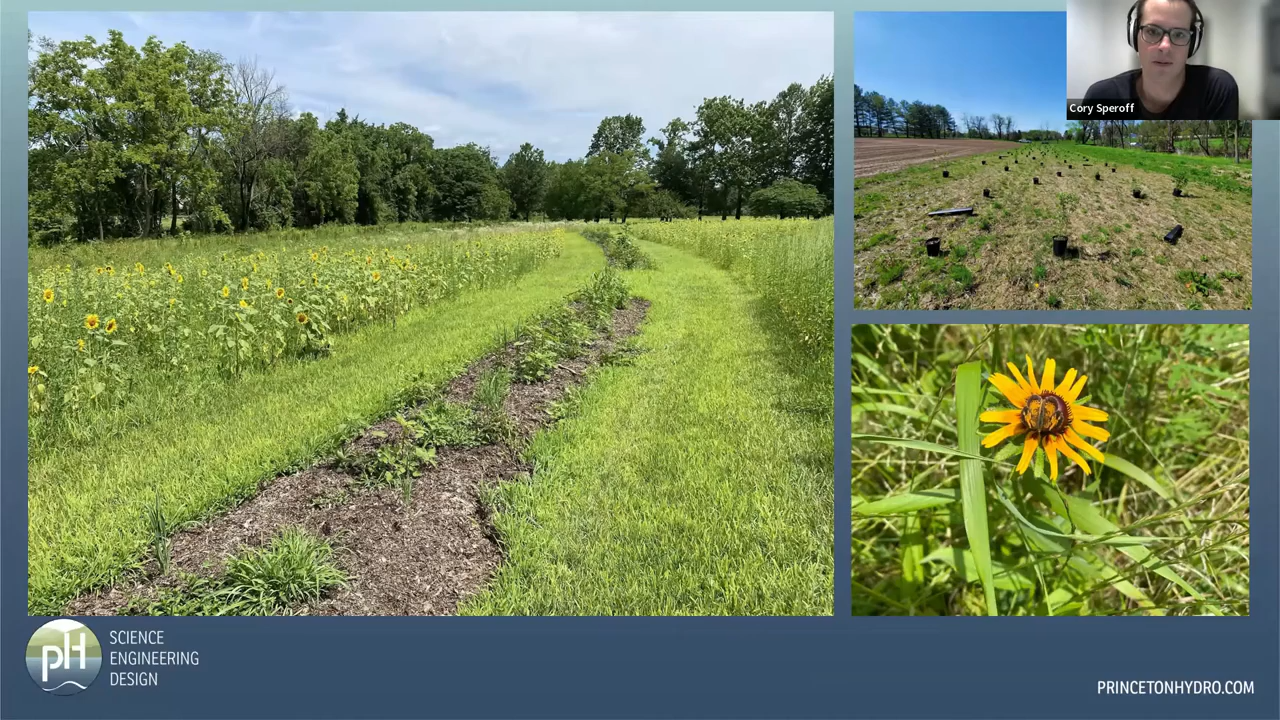 Cory Speroff
pH
SCIENCE
ENGINEERING
DESIGN
PRINCETONHYDRO.COM